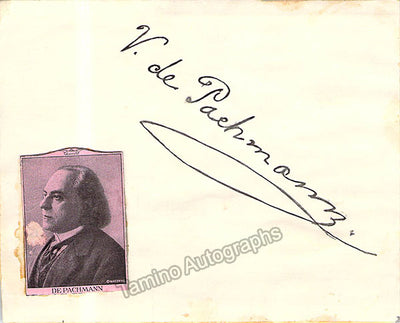 V. de Pachmann.
DE PACHMANN
Tamino Autographs